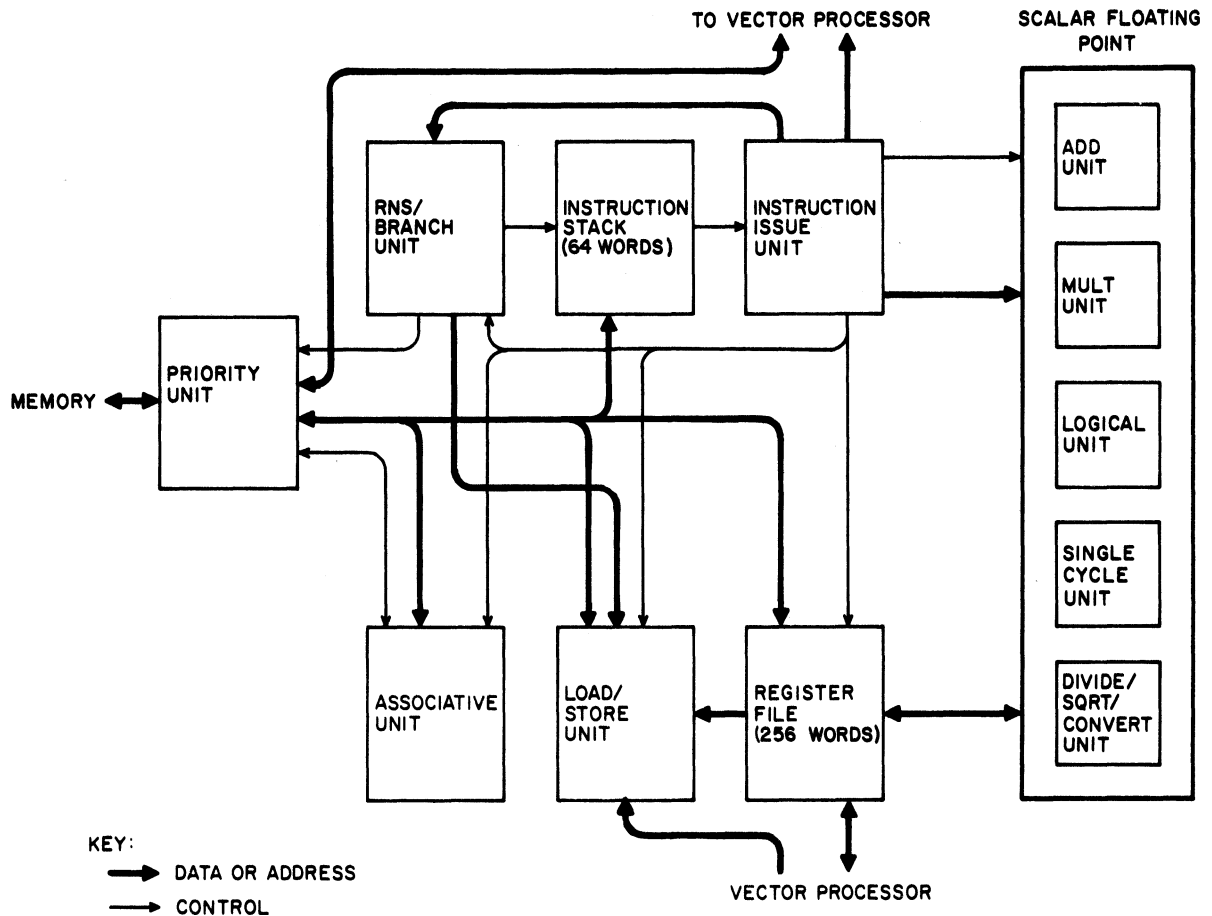 TO VECTOR PROCESSOR
SCALAR FLOATING
POINT
RNS/
BRANCH
UNIT
INSTRUCTION
STACK
(64 WORDS)
INSTRUCTION
ISSUE
UNIT
ADD
UNIT
MULT
UNIT
LOGICAL
UNIT
SINGLE
CYCLE
UNIT
DIVIDE/
SQRT/
CONVERT
UNIT
PRIORITY
UNIT
MEMORY
ASSOCIATIVE
UNIT
LOAD/
STORE
UNIT
REGISTER
FILE
(256 WORDS)
KEY:
DATA OR ADDRESS
CONTROL
VECTOR PROCESSOR